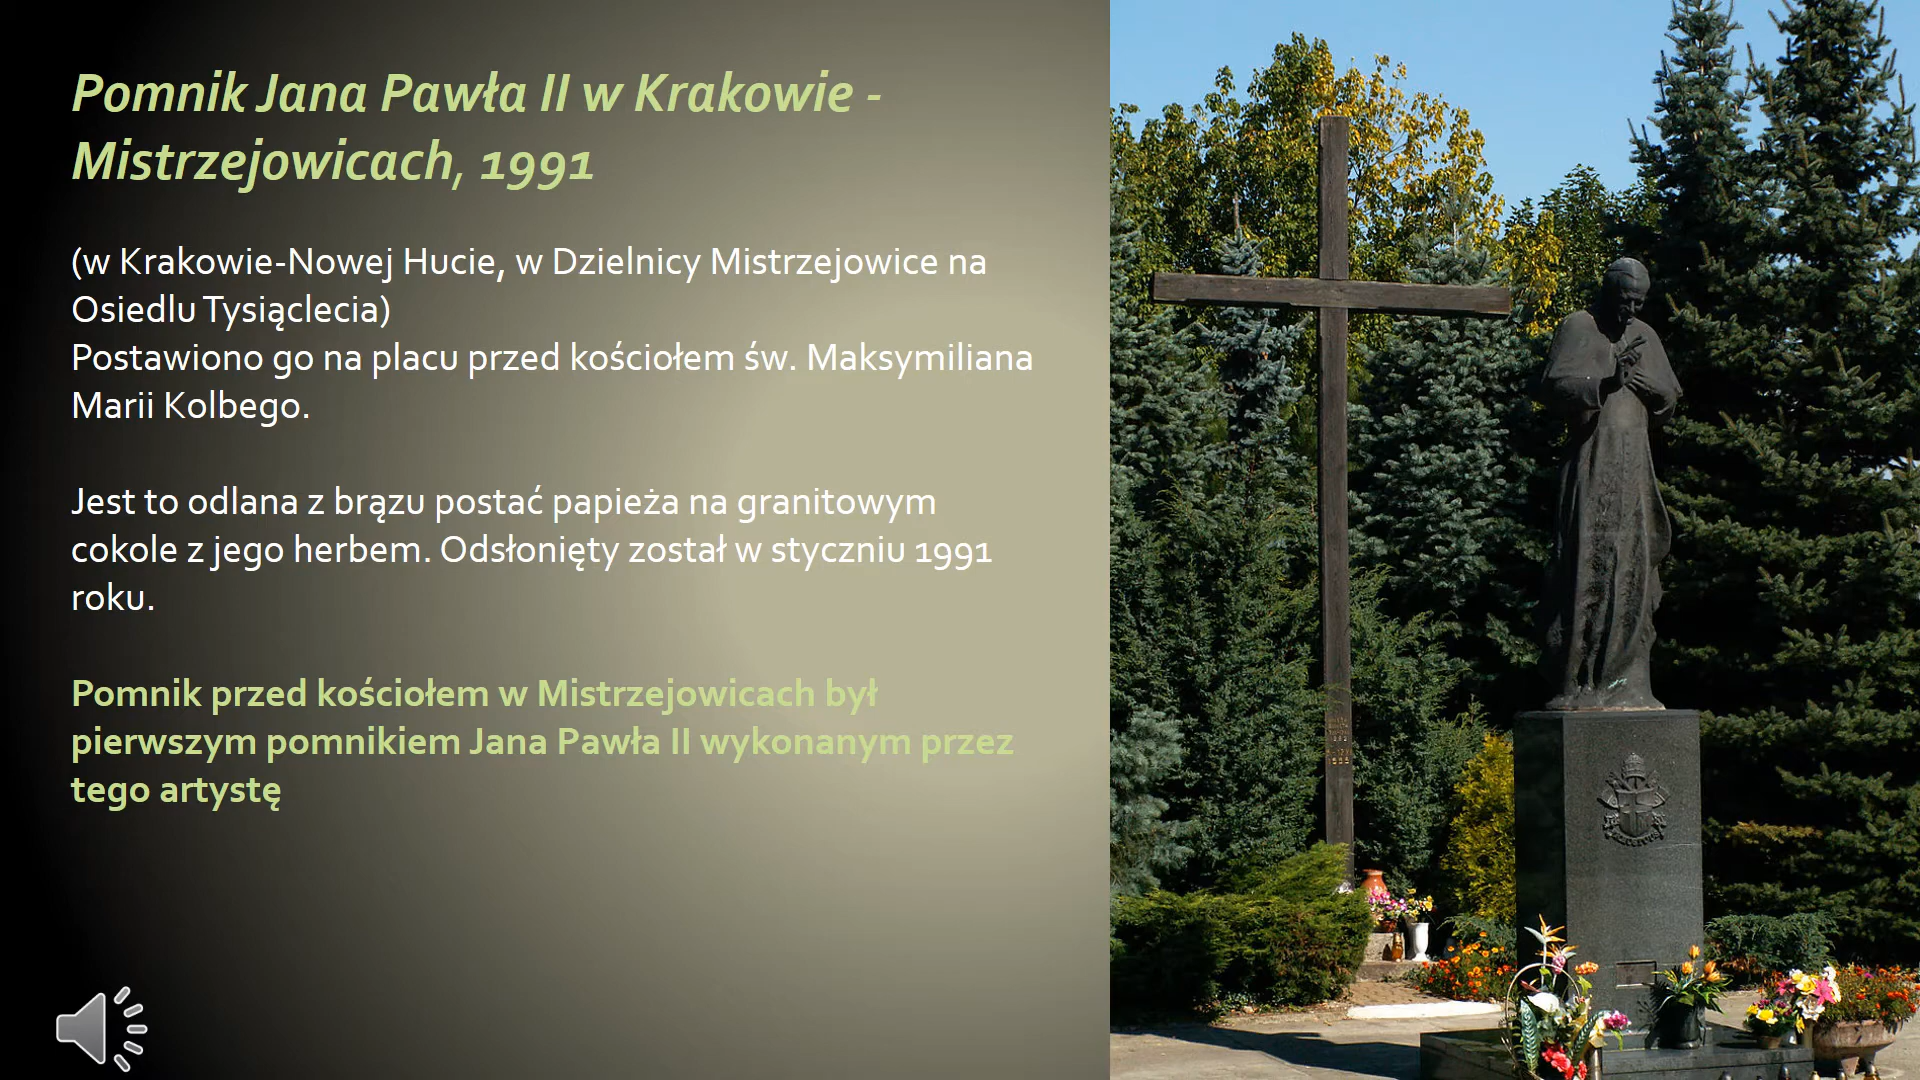 Pomnik Jana Pawła II w Krakowie -
Mistrzejowicach, 1991
(w Krakowie-Nowej Hucie, w Dzielnicy Mistrzejowice na
Osiedlu Tysiąclecia)
Postawiono go na placu przed kościołem św. Maksymiliana
Marii Kolbego.
Jest to odlana z brązu postać papieża na granitowym
cokole z jego herbem. Odsłonięty został w styczniu 1991
roku.
Pomnik przed kościołem w Mistrzejowicach był
pierwszym pomnikiem Jana Pawła II wykonanym przez
tego artystę